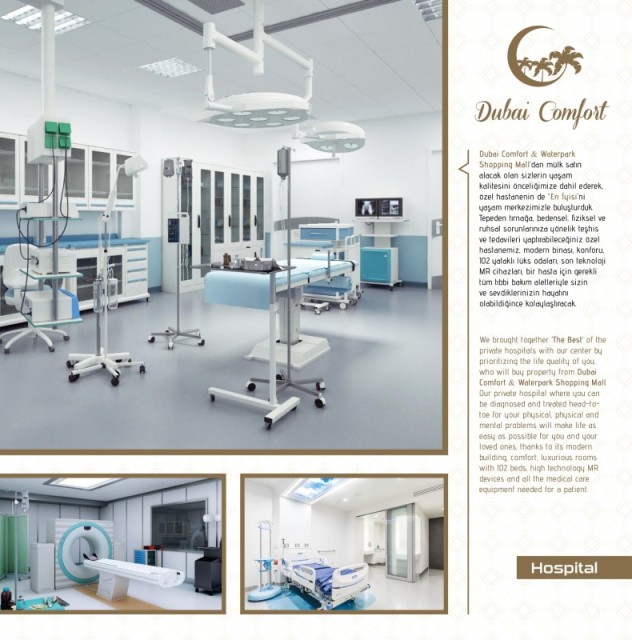 Dubai Comfort
Dubai Comfort & Waterpark
Shopping Mall'dan mülk satın
alacak olan sizlerin yaşam
kalitesini önceliğimize dahil ederek,
özel hastanenin de "En İyisi"ni
yaşam merkezimizle buluşturduk.
Tepeden tırnağa, bedensel, fiziksel ve
ruhsal sorunlarınıza yönelik teşhis
ve tedavileri yaptırabileceğiniz özel
hastanemiz, modern binası, konforu,
102 yataklı lüks odaları, son teknoloji
MR cihazları, bir hasta için gerekli
tüm tıbbi bakım aletleriyle sizin
ve sevdiklerinizin hayatını
olabildiğince kolaylaştıracak.
We brought together 'The Best' of the
private hospitals with our center by
prioritizing the life quality of you,
who will buy property from Dubai
Comfort & Waterpark Shopping Mall
Our private hospital where you can
be diagnosed and treated head-to-
toe for your physical, physical and
mental problems will make life as
easy as possible for you and your
loved ones, thanks to its modern
building, comfort, luxurious rooms
with 102 beds, high technology MR
devices and all the medical care
equipment needed for a patient.
Hospital